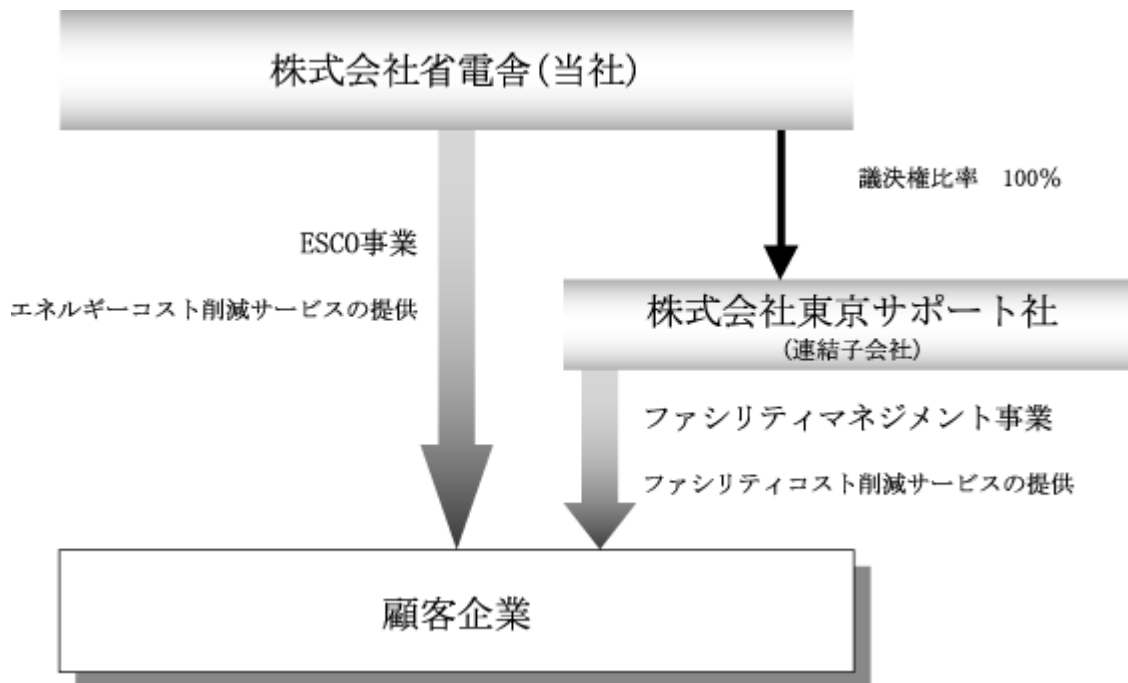 株式会社省電舎(当社)
議決権比率　100％
ESCO事業
エネルギーコスト削減サービスの提供
株式会社東京サポート社
(連結子会社)
ファシリティマネジメント事業
ファシリティコスト削減サービスの提供
顧客企業